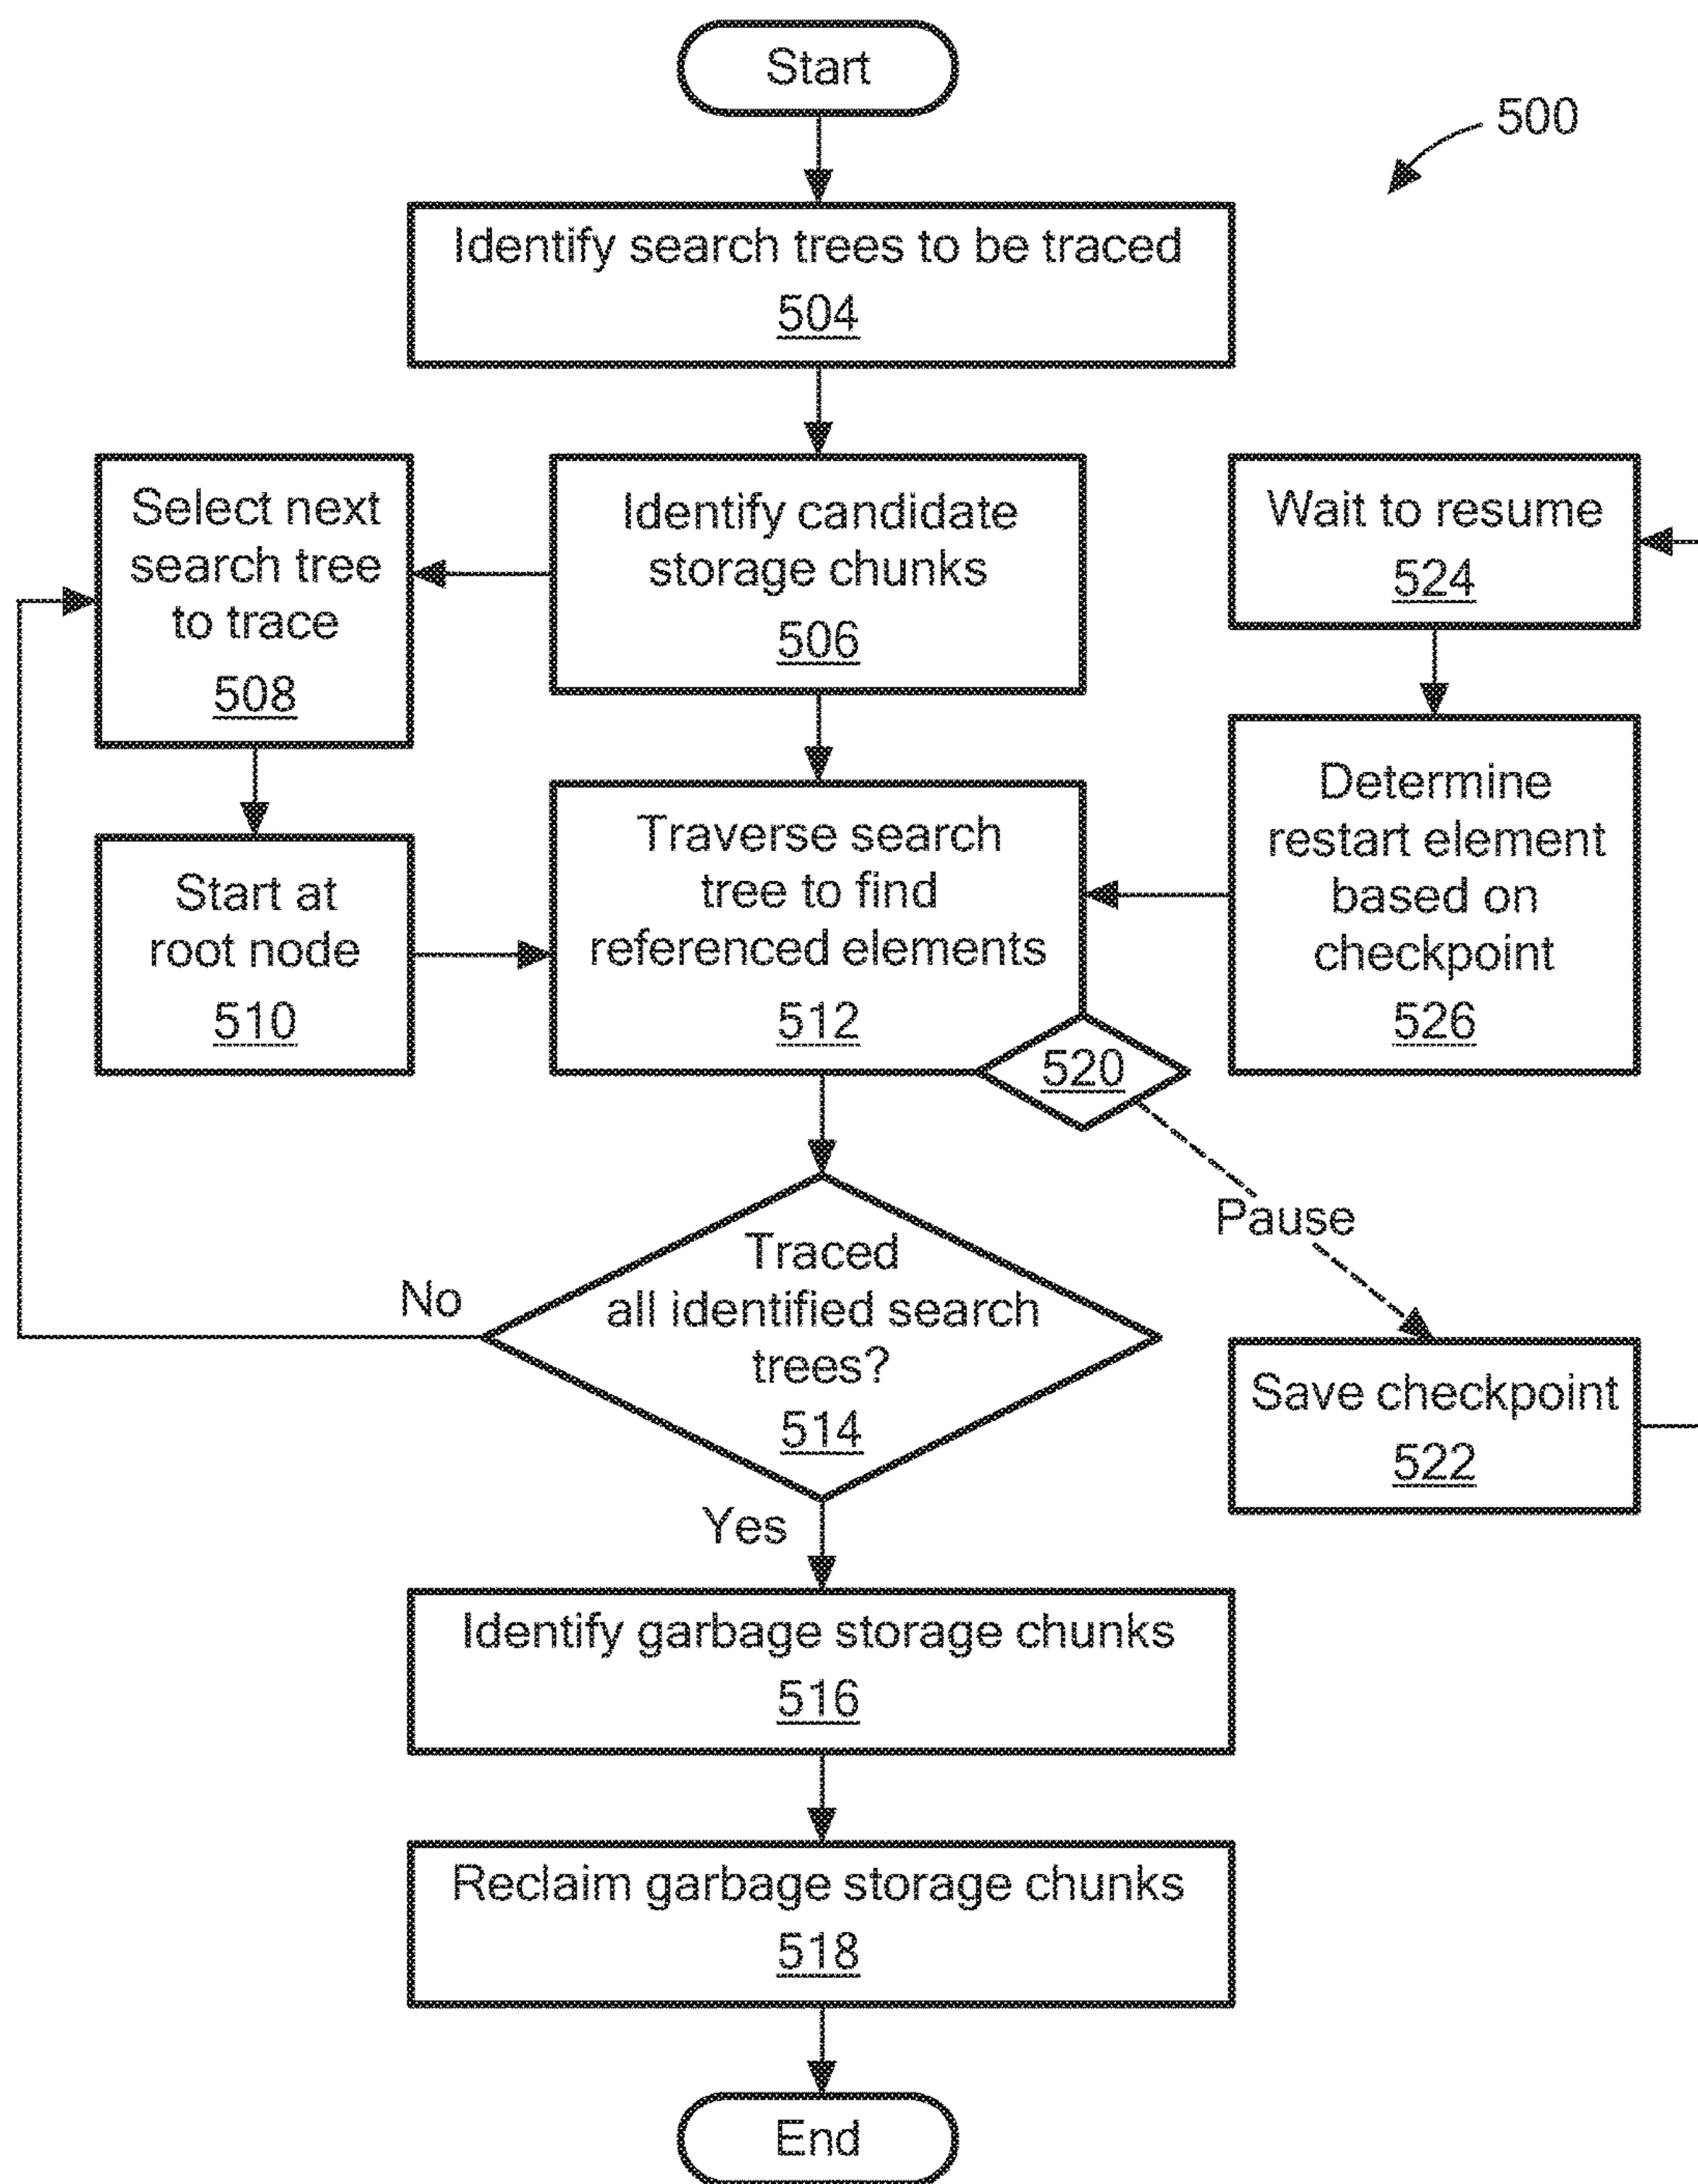 Start
500
Identify search trees to be traced
504
Select next
search tree
to trace
508
Identify candidate
storage chunks
506
Wait to resume
524
Start at
root node
510
Traverse search
tree to find
referenced elements
512
Determine
restart element
based on
checkpoint
526
520
Pause
Traced
all identified search
trees?
514
No
Save checkpoint
522
Yes
Identify garbage storage chunks
516
Reclaim garbage storage chunks
518
End